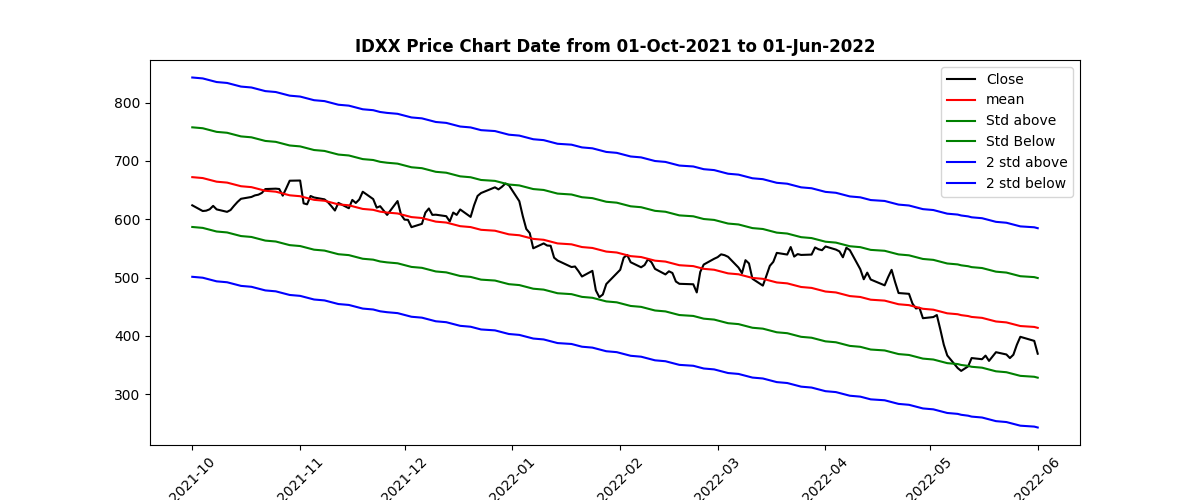 IDXX Price Chart Date from 01-Oct-2021 to 01-Jun-2022
Close
mean
Std above
Std Below
2 std above
2 std below
800
700
600
500
400
300
2021-10
2021-11
2021-12
2022-01
2022-02
2022-03
2022-04
2022-05
2022-06